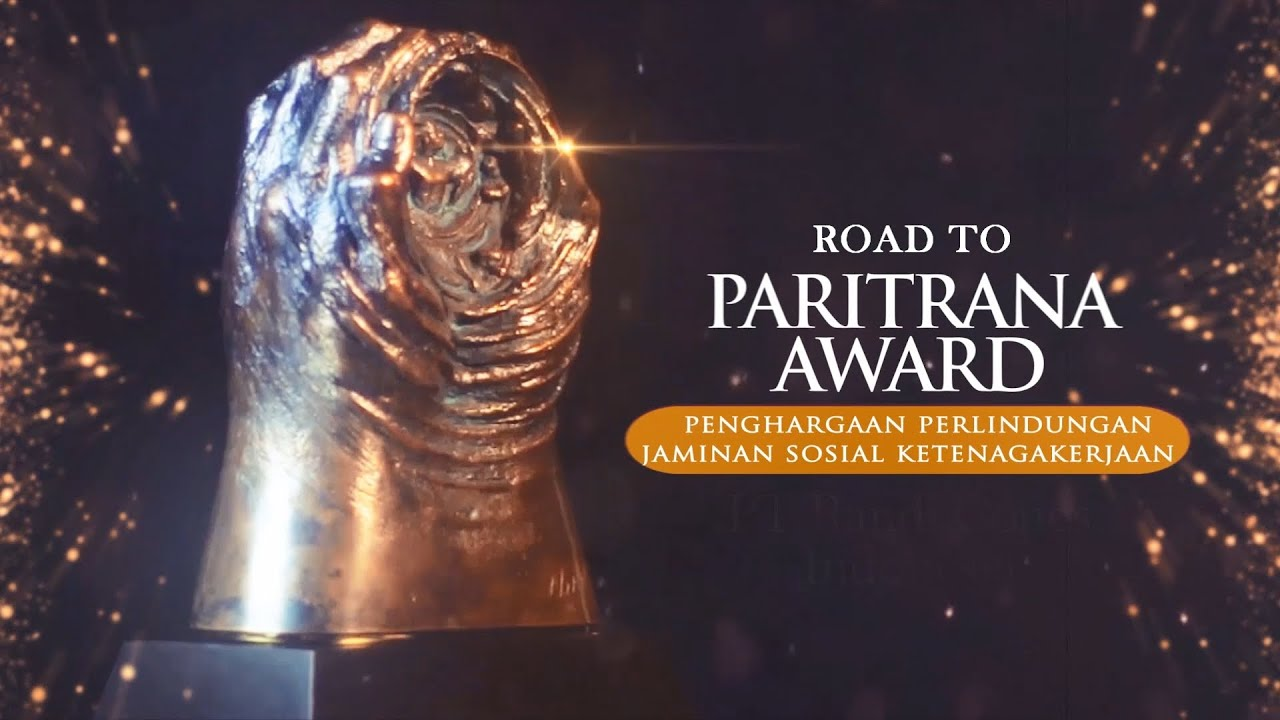 ROAD TO
PARITRANA
AWARD
PENGHARGAAN PERLINDUNGAN
JAMINAN SOSIAL KETENAGAKERJAAN